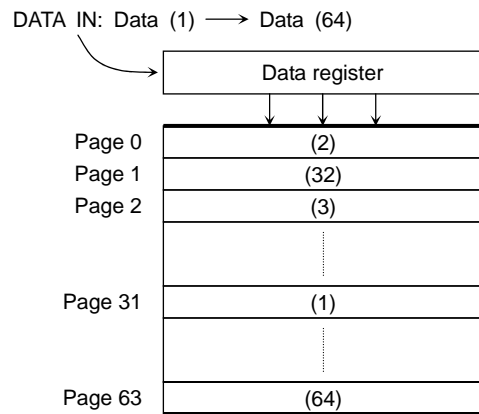 DATA IN: Data (1) ⟶ Data (64)
Data register
Page 0 (2)
Page 1 (32)
Page 2 (3)
Page 31 (1)
Page 63 (64)